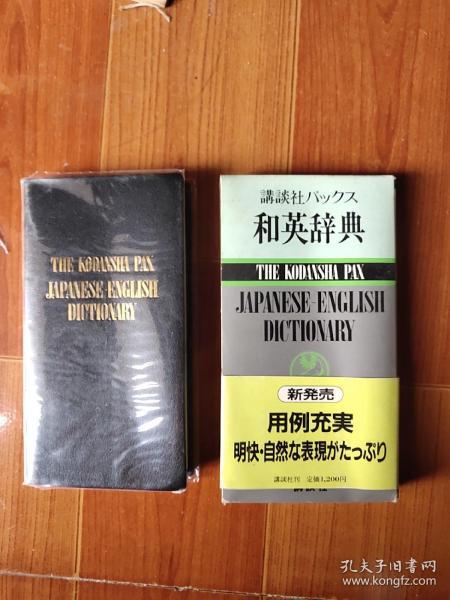 THE KODANSHA PAX
JAPANESE-ENGLISH
DICTIONARY
講談社パックス
和英辞典
THE KODANSHA PAX
JAPANESE-ENGLISH
DICTIONARY
新発売
用例充実
明快・自然な表現がたっぷり
講談社刊 定価1,200円
孔夫子旧书网
www.kongfz.com